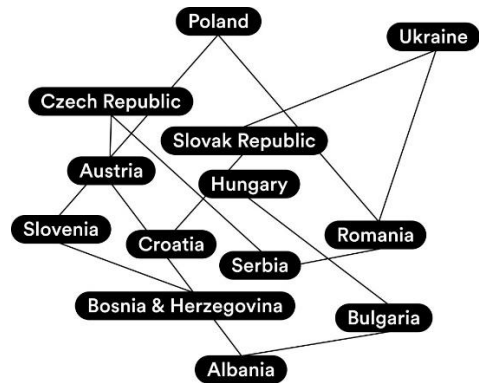 Poland
Ukraine
Czech Republic
Slovak Republic
Austria
Hungary
Slovenia
Croatia
Romania
Serbia
Bosnia & Herzegovina
Bulgaria
Albania